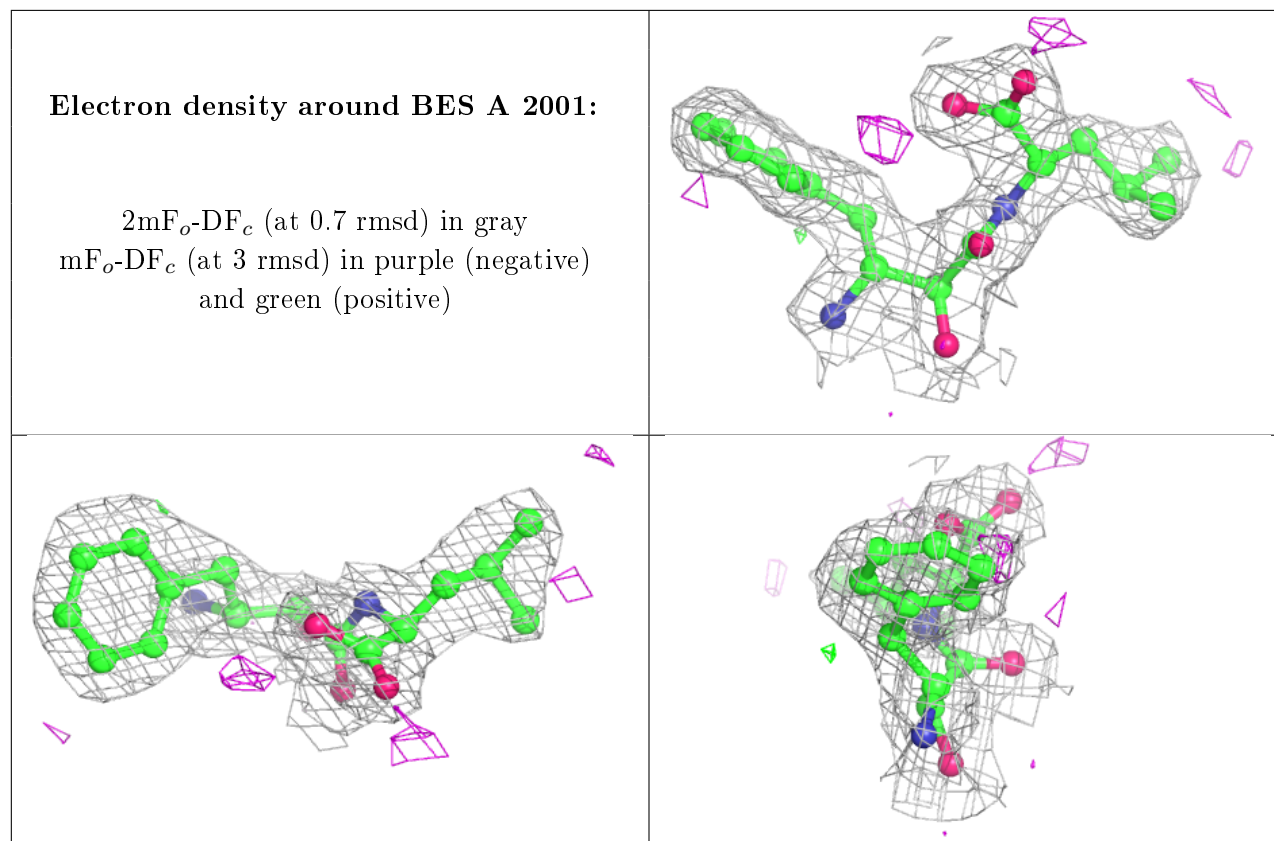 Electron density around BES A 2001:
2mFo-DFc (at 0.7 rmsd) in gray
mFo-DFc (at 3 rmsd) in purple (negative)
and green (positive)